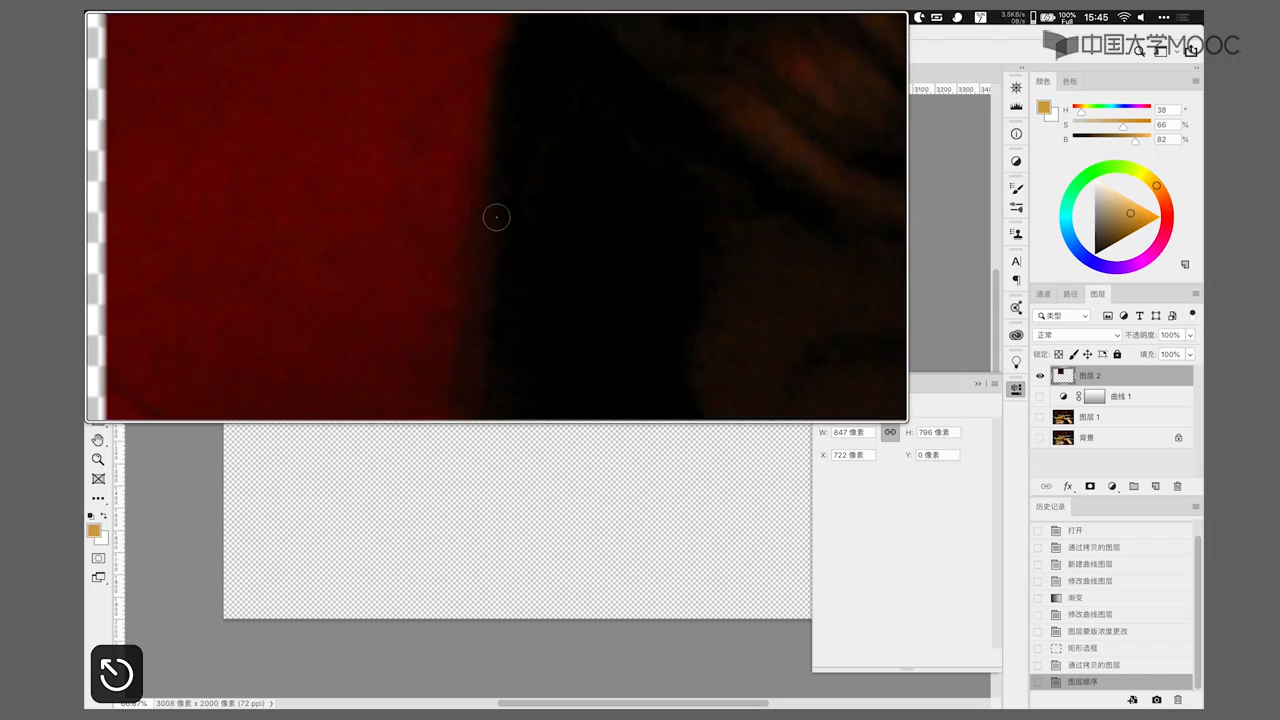 3.5KB/s
0B/s
100%
Full
15:45
中国大学MOOC
3100 3200 3300
颜色 色板
H 38 °
S 66 %
B 82 %
通道 路径 图层
类型
正常 不透明度: 100%
锁定: 填充: 100%
图层 2
曲线 1
图层 1
背景
fx
W: 847 像素 H: 796 像素
X: 722 像素 Y: 0 像素
历史记录
打开
通过拷贝的图层
新建曲线图层
修改曲线图层
渐变
修改曲线图层
图层蒙版浓度更改
矩形选框
通过拷贝的图层
图层顺序
3008 像素 x 2000 像素 (72 ppi)